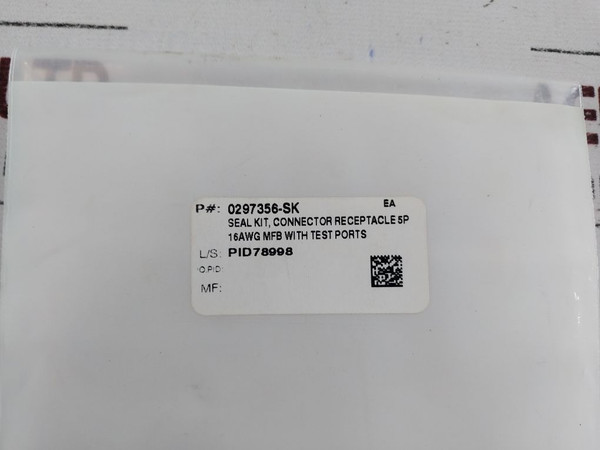 P#: 0297356-SK EA
SEAL KIT, CONNECTOR RECEPTACLE 5P
16AWG MFB WITH TEST PORTS
L/S: PID78998
O.PID:
MF: